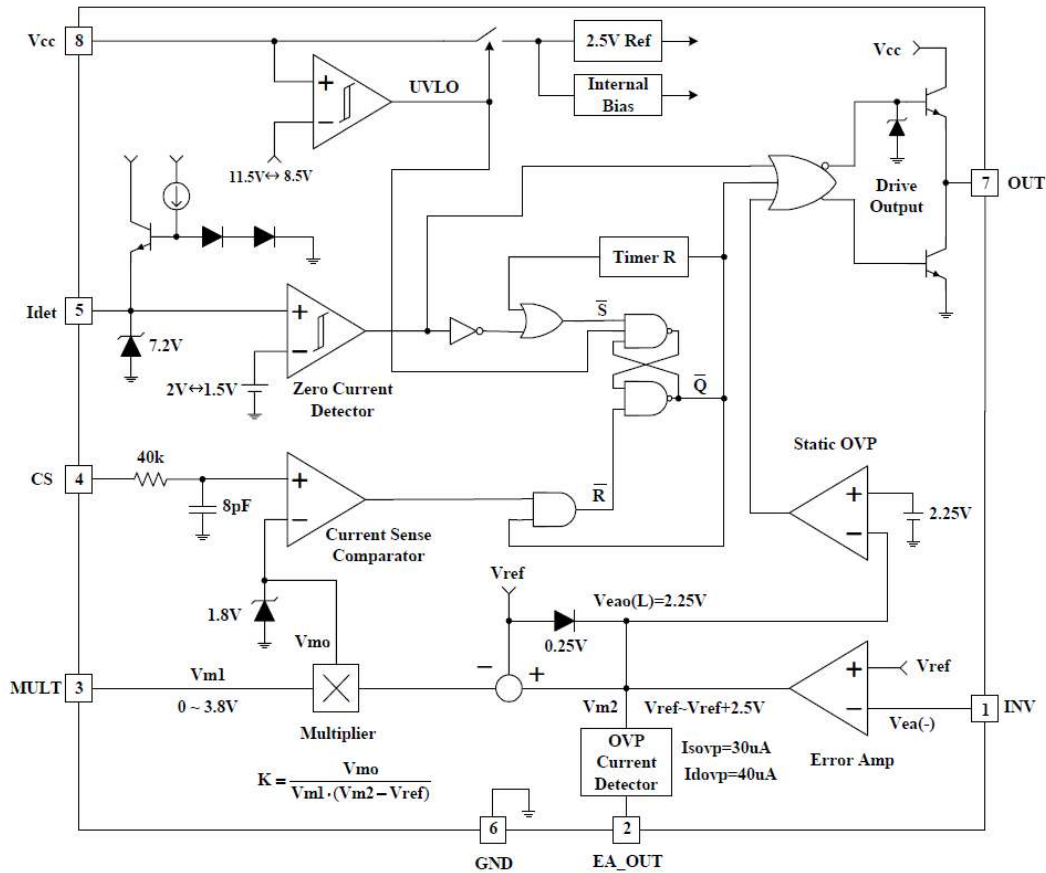 Vcc
8
2.5V Ref
Vcc
UVLO
Internal
Bias
+
−
11.5V↔8.5V
Drive
Output
7
OUT
Timer R
Idet
5
+
−
S̅
7.2V
2V↔1.5V
Zero Current
Detector
Q̅
Static OVP
CS
4
40k
8pF
+
−
R̅
Current Sense
Comparator
+
−
2.25V
Vref
1.8V
Veao(L)=2.25V
0.25V
Vmo
−
+
+
−
Vref
MULT
3
Vm1
0 ~ 3.8V
Multiplier
Vm2
Vref~Vref+2.5V
1
INV
Vea(-)
OVP
Current
Detector
Isovp=30uA
Idovp=40uA
Error Amp
K = Vmo / Vm1·(Vm2−Vref)
6
GND
2
EA_OUT